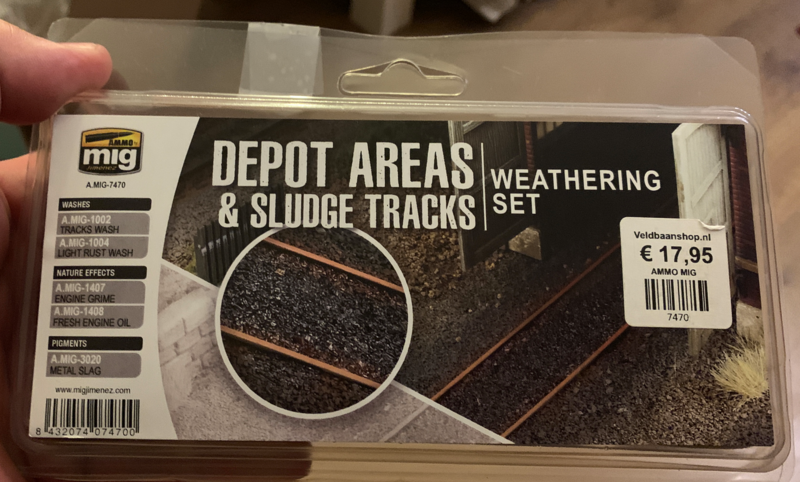 AMMO
mig
jimenez
A.MIG-7470
WASHES
A.MIG-1002
TRACKS WASH
A.MIG-1004
LIGHT RUST WASH
NATURE EFFECTS
A.MIG-1407
ENGINE GRIME
A.MIG-1408
FRESH ENGINE OIL
PIGMENTS
A.MIG-3020
METAL SLAG
www.migjimenez.com
8 432074 074700
DEPOT AREAS
& SLUDGE TRACKS
WEATHERING
SET
Veldbaanshop.nl
€ 17,95
AMMO MIG
7470